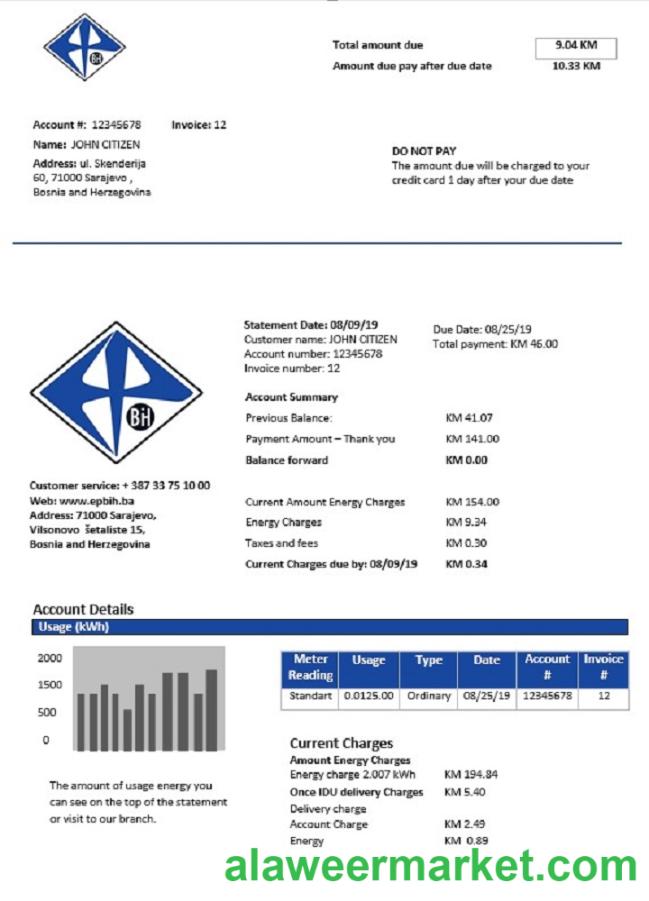 BiH
Total amount due 9.04 KM
Amount due pay after due date 10.33 KM
Account #: 12345678 Invoice: 12
Name: JOHN CITIZEN
Address: ul. Skenderija
60, 71000 Sarajevo ,
Bosnia and Herzegovina
DO NOT PAY
The amount due will be charged to your
credit card 1 day after your due date
BiH
Customer service: + 387 33 75 10 00
Web: www.epbih.ba
Address: 71000 Sarajevo,
Vilsonovo šetaliste 15,
Bosnia and Herzegovina
Statement Date: 08/09/19
Customer name: JOHN CITIZEN
Account number: 12345678
Invoice number: 12
Due Date: 08/25/19
Total payment: KM 46.00
Account Summary
Previous Balance: KM 41.07
Payment Amount – Thank you KM 141.00
Balance forward KM 0.00
Current Amount Energy Charges KM 154.00
Energy Charges KM 9.34
Taxes and fees KM 0.30
Current Charges due by: 08/09/19 KM 0.34
Account Details
Usage (kWh)
2000
1500
500
0
The amount of usage energy you
can see on the top of the statement
or visit to our branch.
Meter Reading Usage Type Date Account # Invoice #
Standart 0.0125.00 Ordinary 08/25/19 12345678 12
Current Charges
Amount Energy Charges
Energy charge 2.007 kWh KM 194.84
Once IDU delivery Charges KM 5.40
Delivery charge
Account Charge KM 2.49
Energy KM 0.89
alaweermarket.com